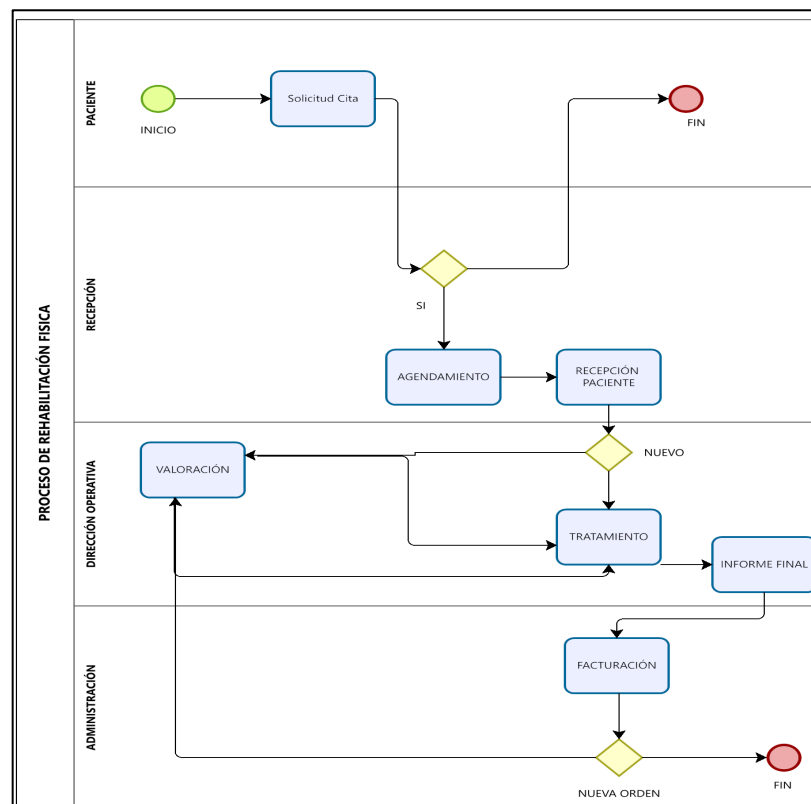 PROCESO DE REHABILITACIÓN FISICA
PACIENTE
INICIO
Solicitud Cita
FIN
RECEPCIÓN
SI
AGENDAMIENTO
RECEPCIÓN
PACIENTE
DIRECCIÓN OPERATIVA
VALORACIÓN
NUEVO
TRATAMIENTO
INFORME FINAL
ADMINISTRACIÓN
FACTURACIÓN
NUEVA ORDEN
FIN